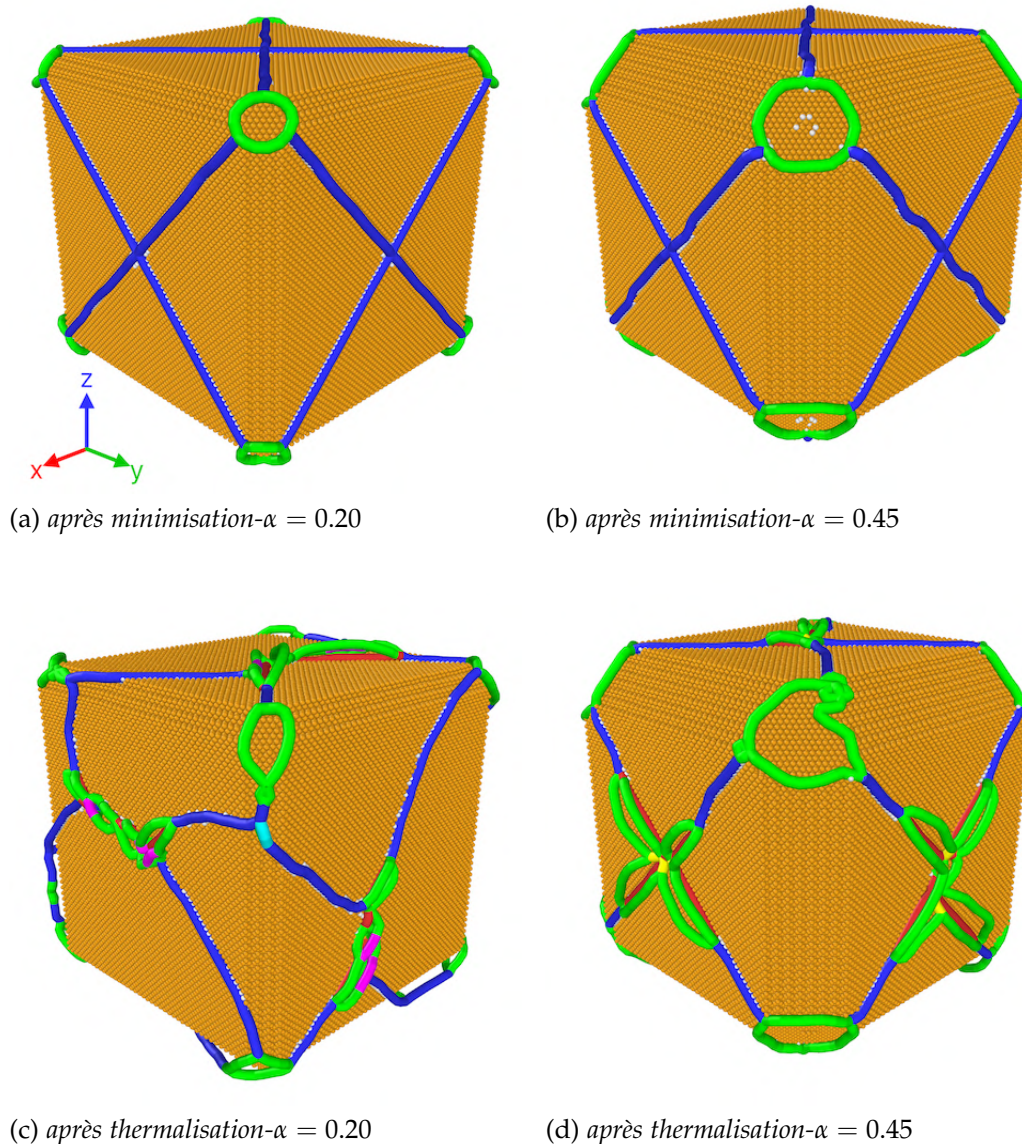 z
x
y
(a) après minimisation-α = 0.20
(b) après minimisation-α = 0.45
(c) après thermalisation-α = 0.20
(d) après thermalisation-α = 0.45